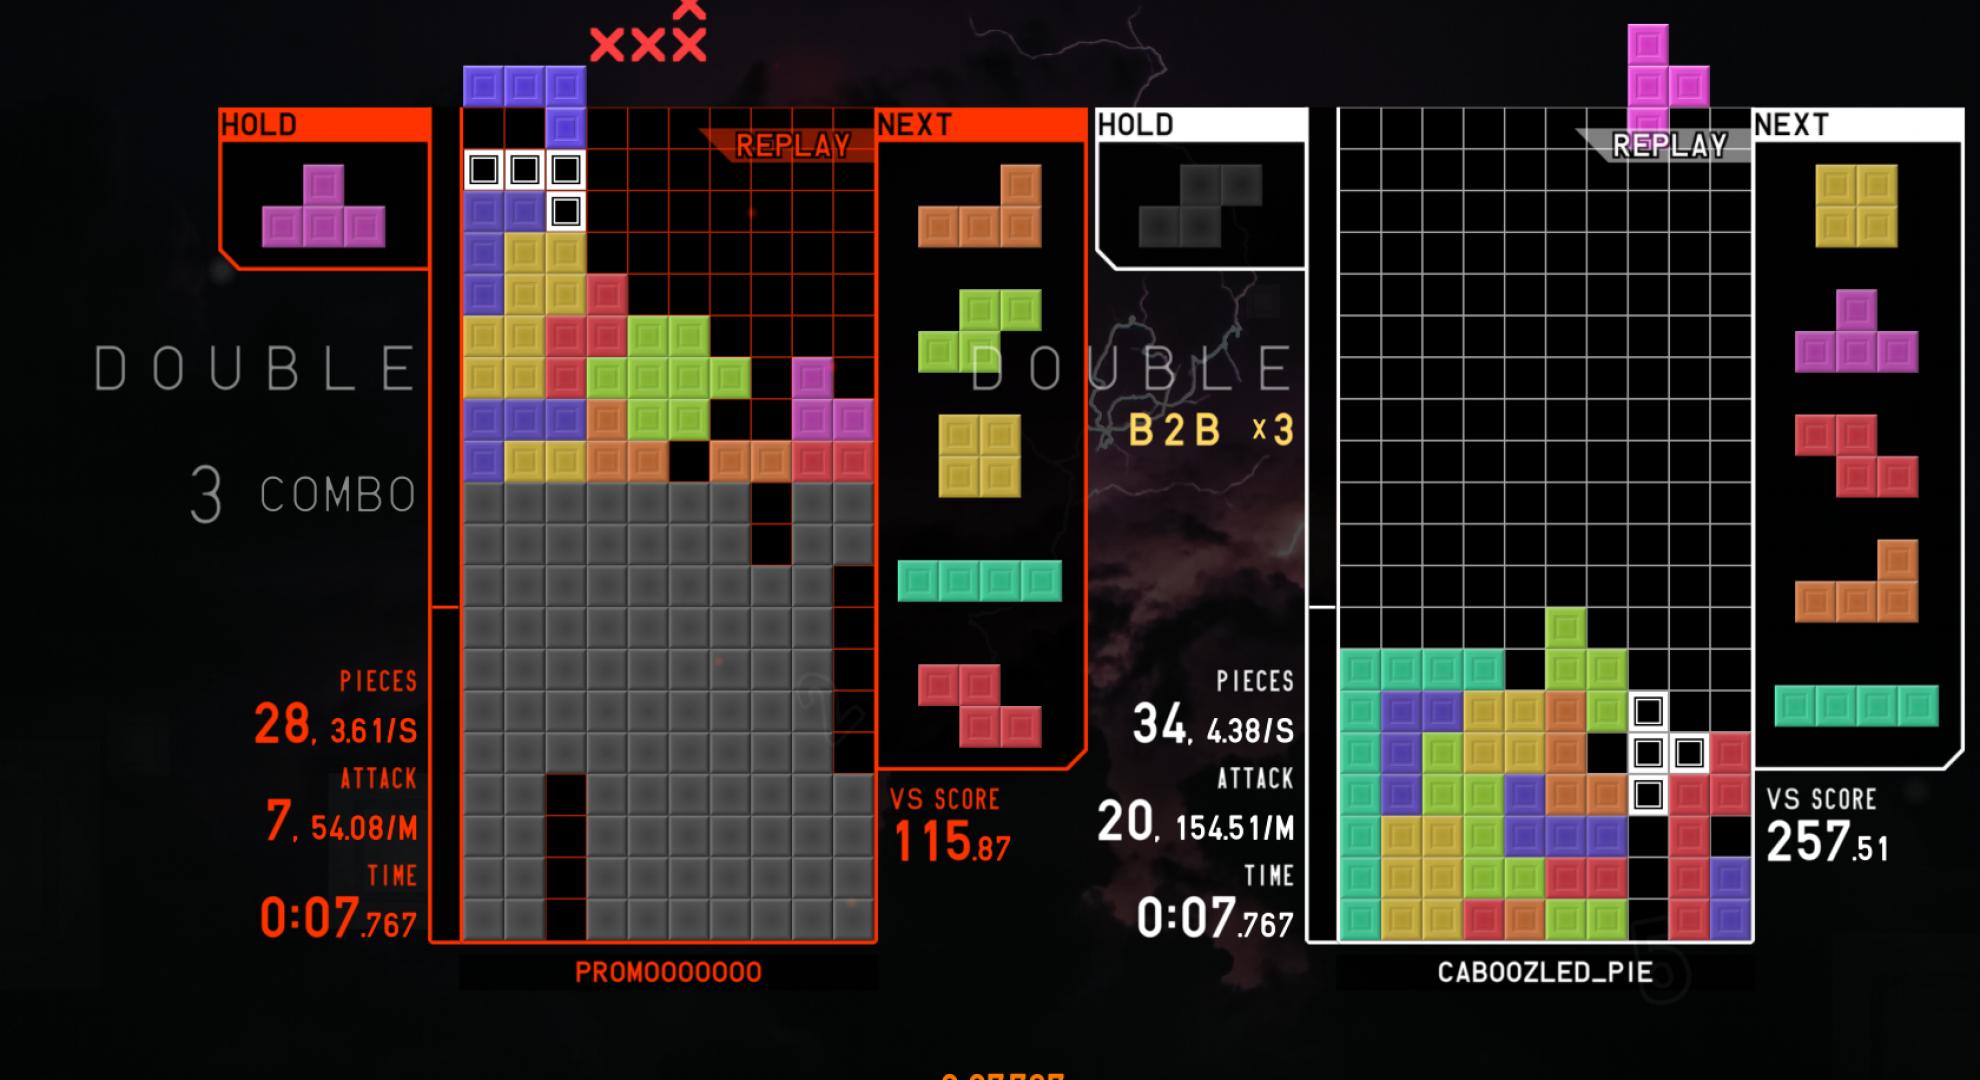 HOLD
REPLAY
NEXT
DOUBLE
3 COMBO
PIECES
28, 3.61/S
ATTACK
7, 54.08/M
TIME
0:07.767
VS SCORE
115.87
PROMOOOOOOO
HOLD
REPLAY
NEXT
DOUBLE
B2B x3
PIECES
34, 4.38/S
ATTACK
20, 154.51/M
TIME
0:07.767
VS SCORE
257.51
CABOOZLED_PIE